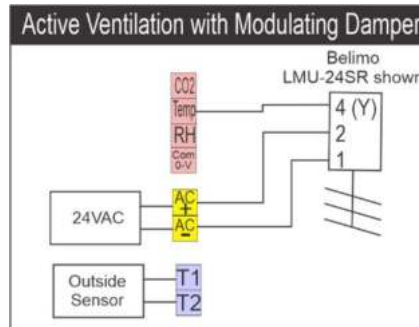 Active Ventilation with Modulating Damper
Belimo
LMU-24SR shown
CO2
Temp
RH
Com
0-V
4 (Y)
2
1
24VAC
AC
+
AC
-
Outside
Sensor
T1
T2